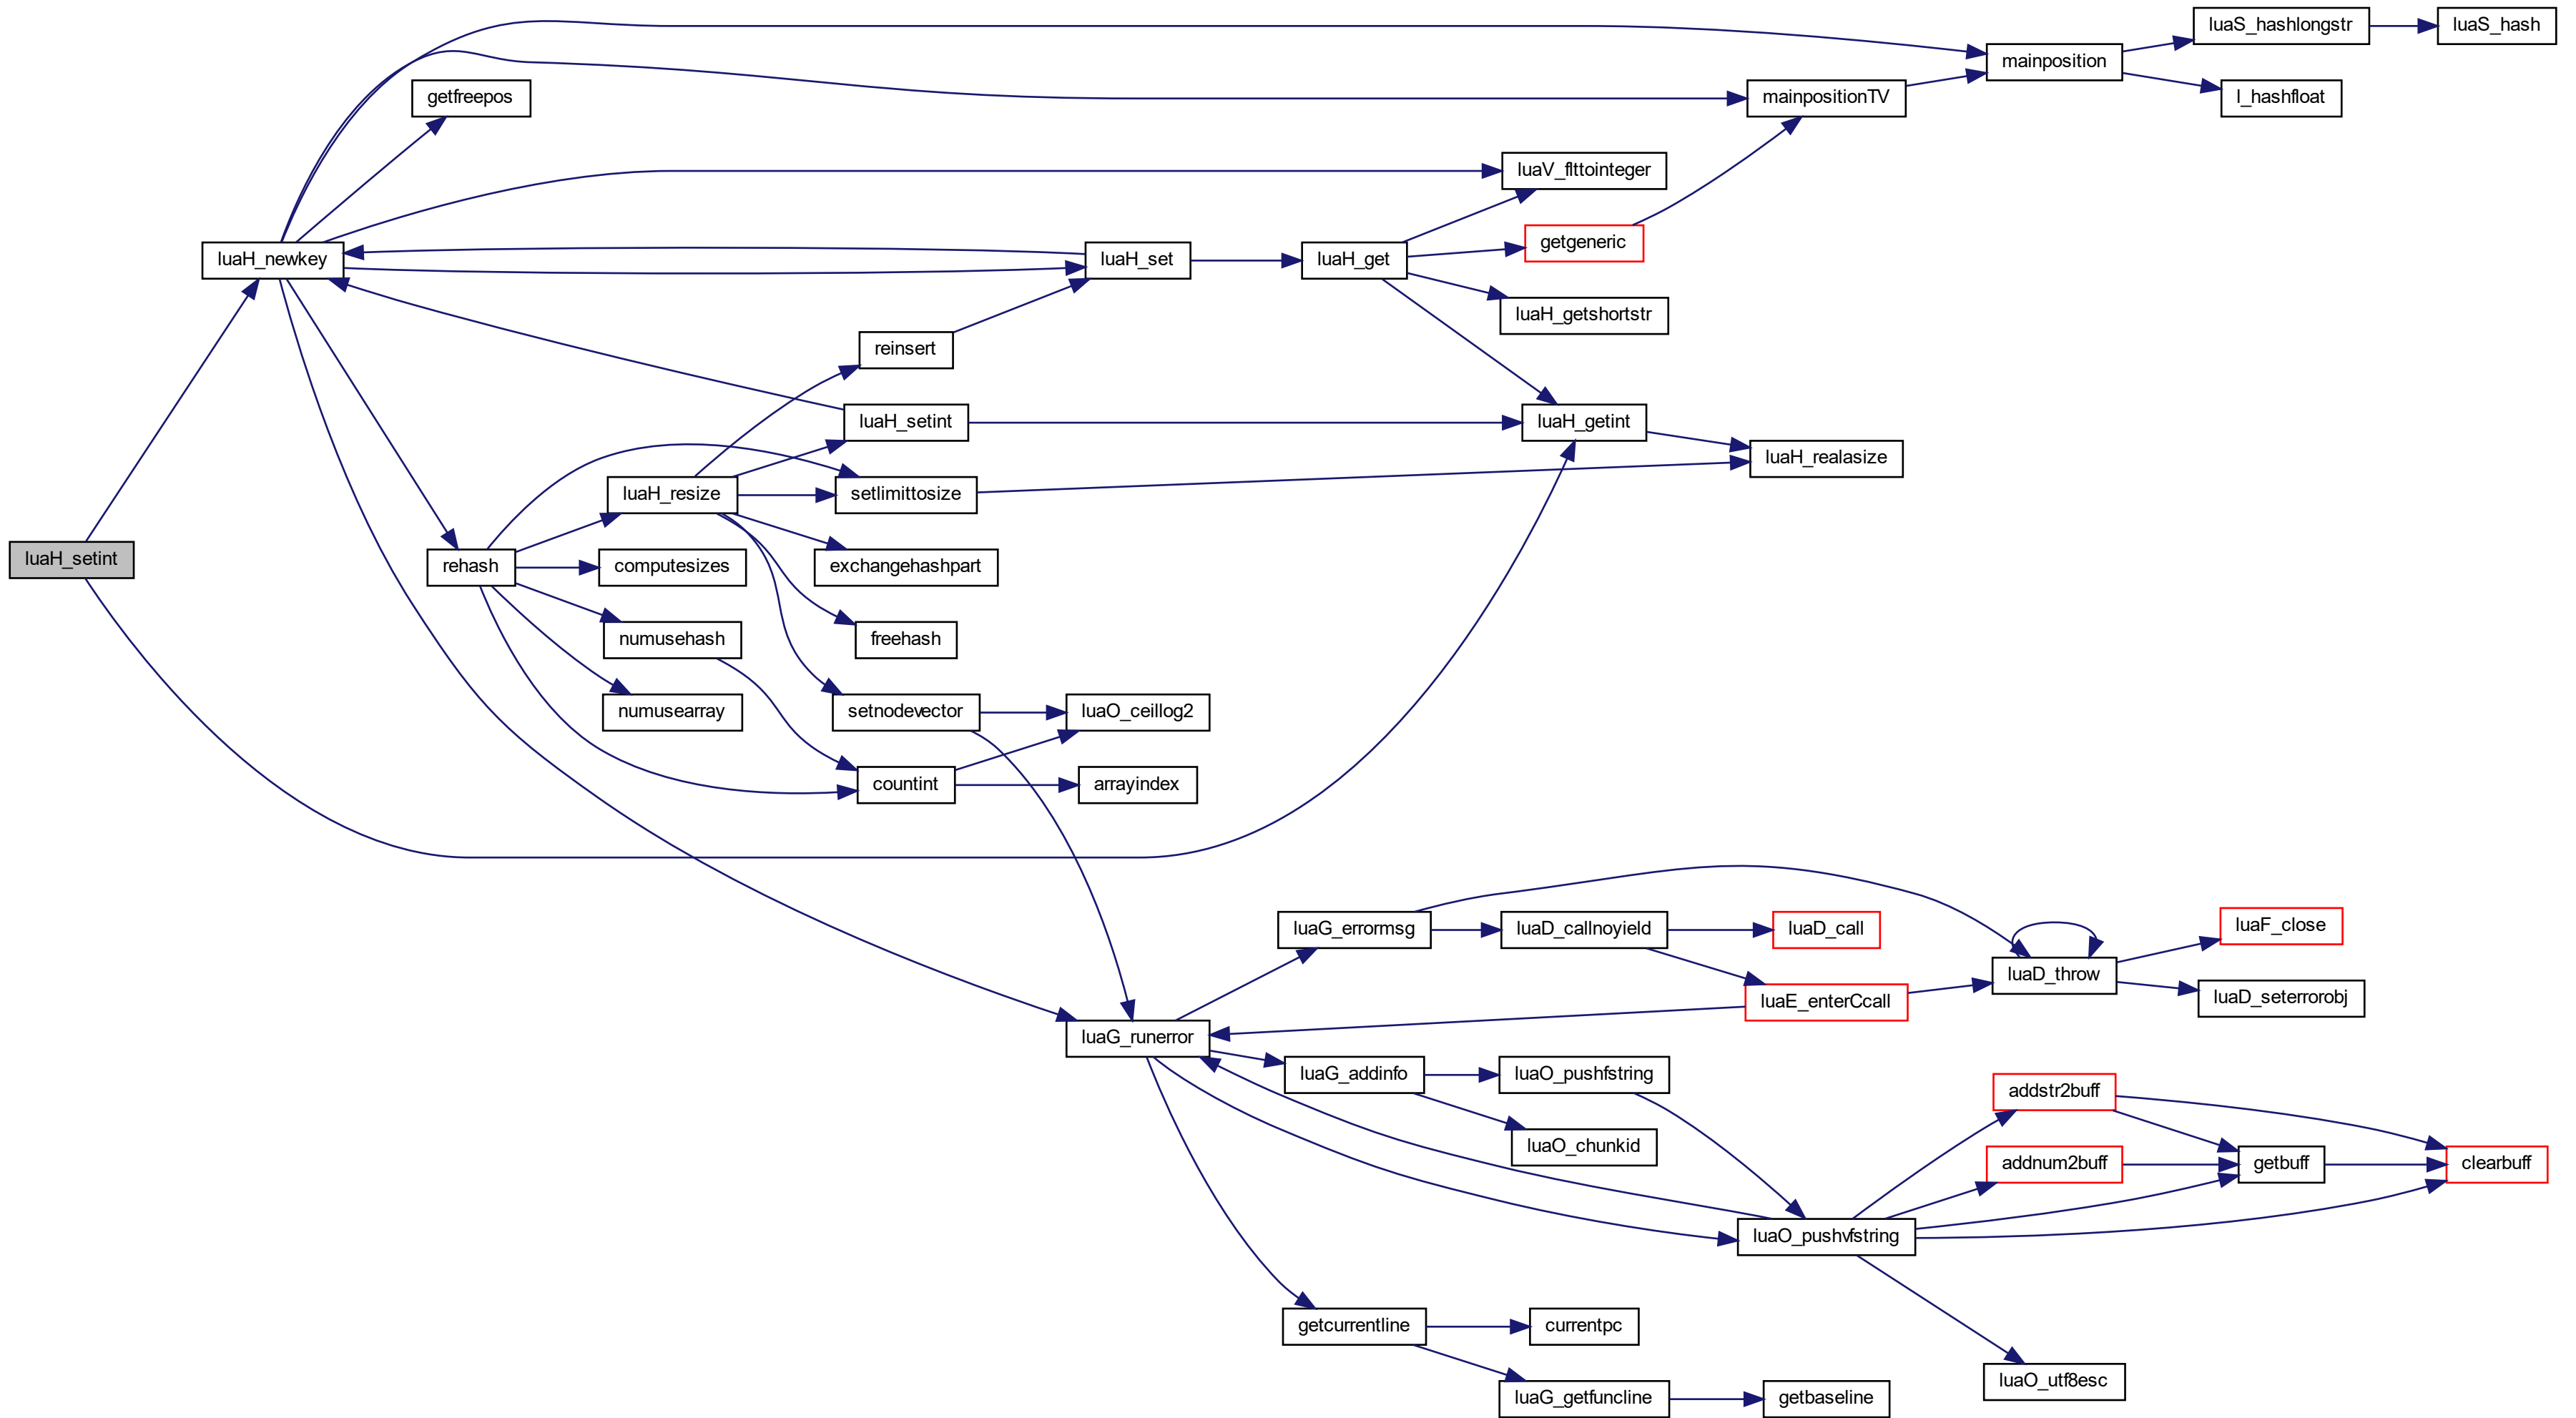 luaS_hashlongstr
luaS_hash
mainposition
getfreepos
mainpositionTV
l_hashfloat
luaV_flttointeger
luaH_newkey
luaH_set
luaH_get
getgeneric
luaH_getshortstr
reinsert
luaH_setint
luaH_getint
luaH_realasize
luaH_resize
setlimittosize
luaH_setint
rehash
computesizes
exchangehashpart
numusehash
freehash
numusearray
setnodevector
luaO_ceillog2
countint
arrayindex
luaG_errormsg
luaD_callnoyield
luaD_call
luaF_close
luaD_throw
luaE_enterCcall
luaD_seterrorobj
luaG_runerror
luaG_addinfo
luaO_pushfstring
addstr2buff
luaO_chunkid
addnum2buff
getbuff
clearbuff
luaO_pushvfstring
getcurrentline
currentpc
luaO_utf8esc
luaG_getfuncline
getbaseline